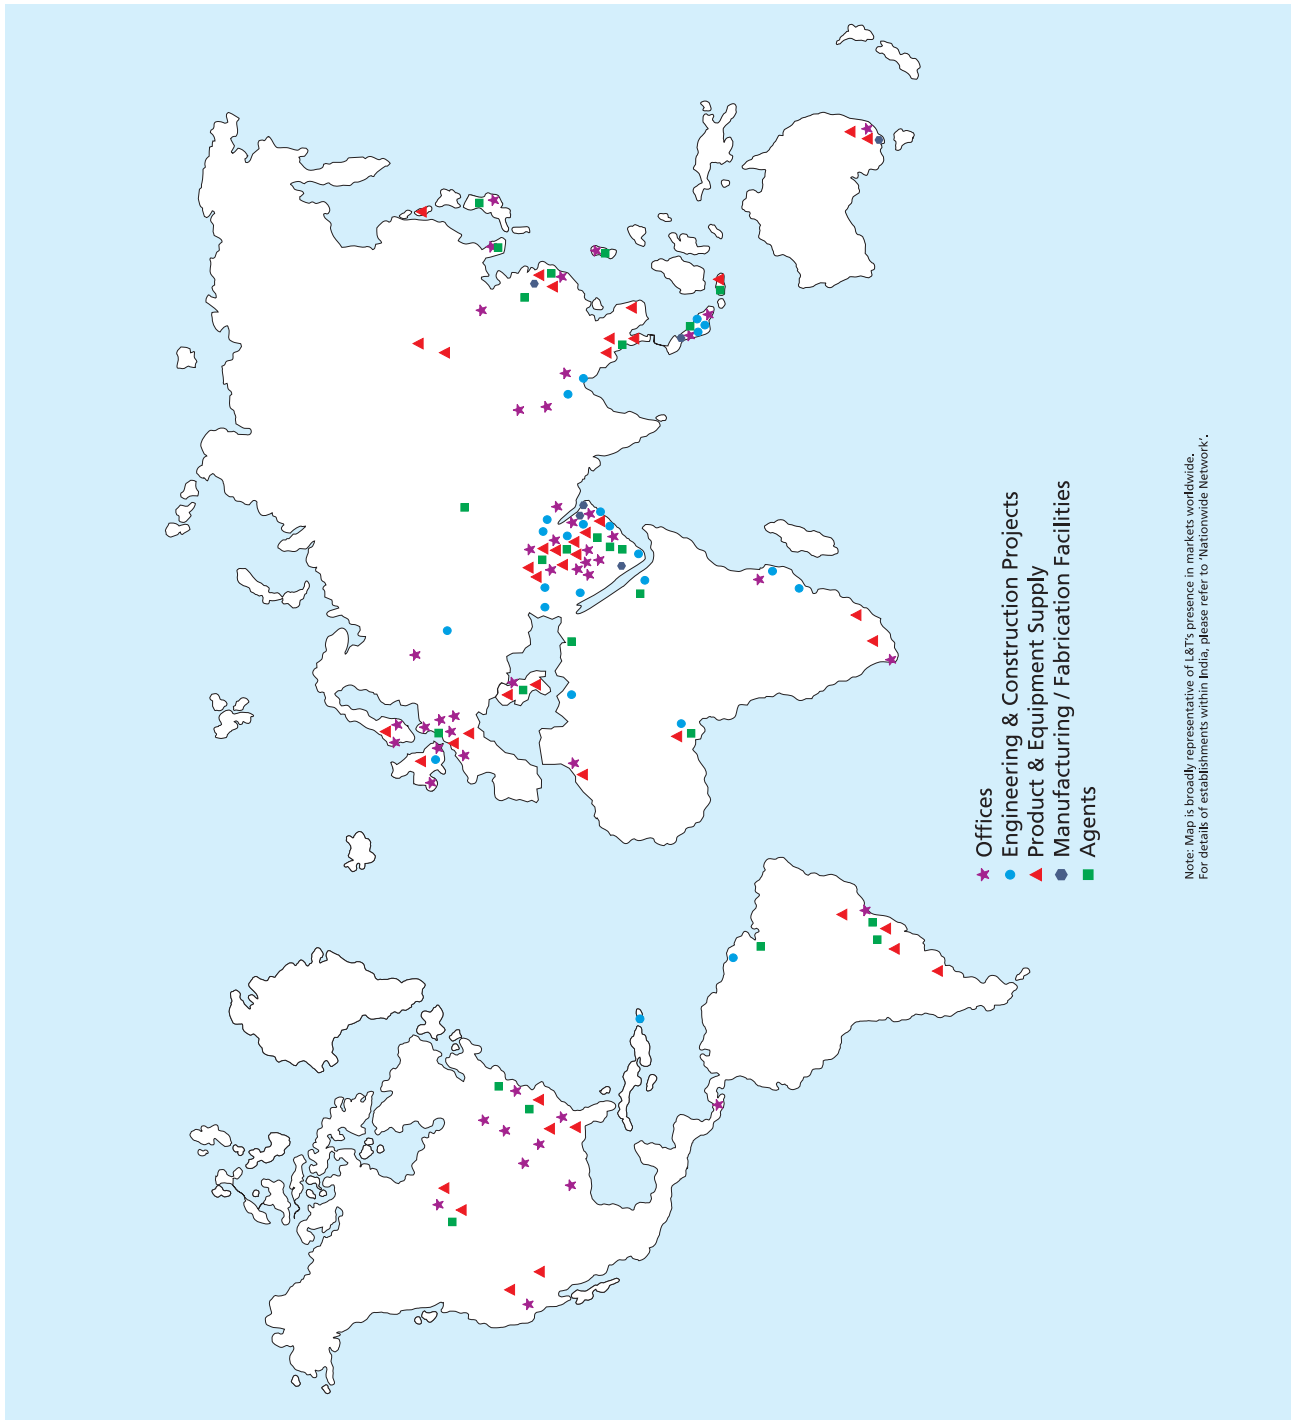 Offices
Engineering & Construction Projects
Product & Equipment Supply
Manufacturing / Fabrication Facilities
Agents
Note: Map is broadly representative of L&T's presence in markets worldwide.
For details of establishments within India, please refer to 'Nationwide Network'.